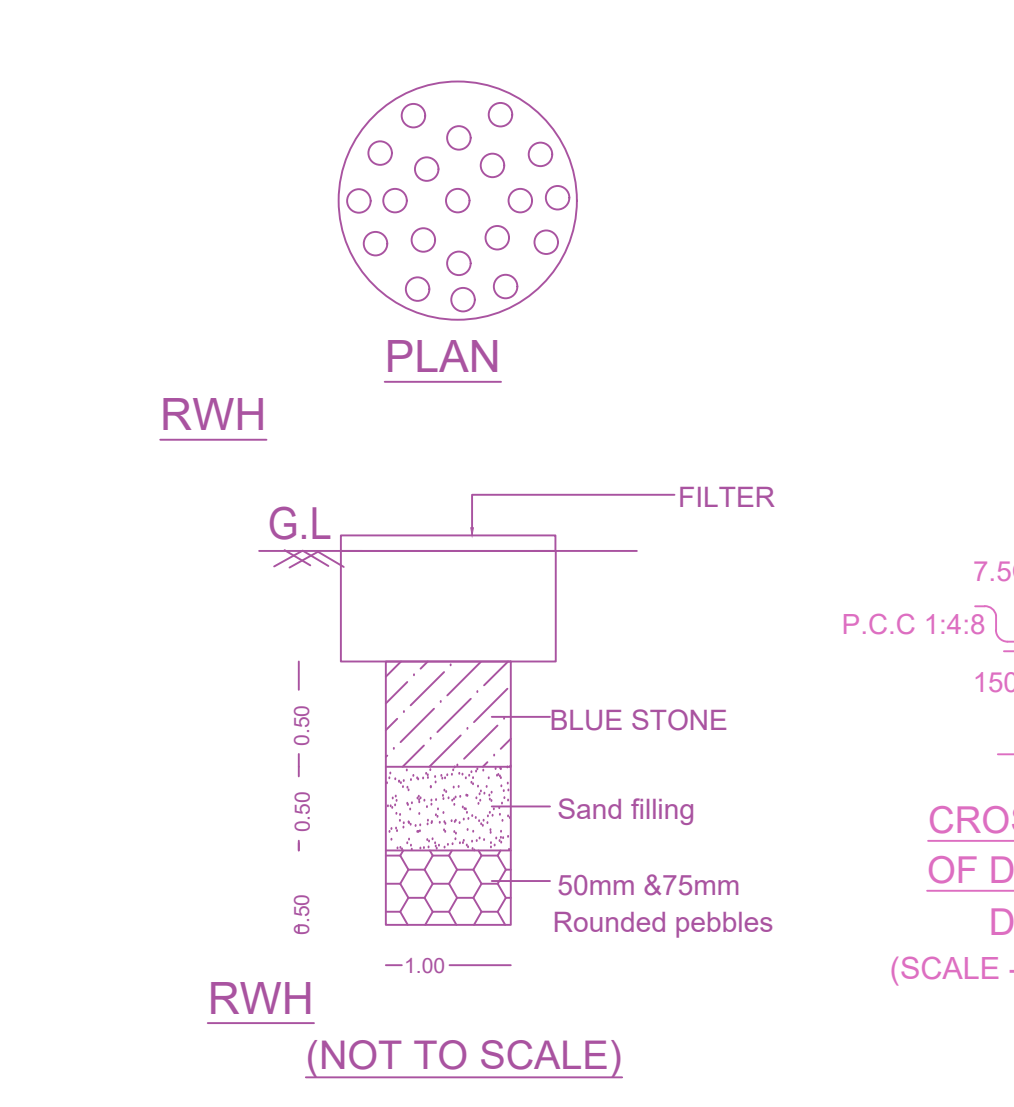 PLAN
RWH
FILTER
G.L
0.50
BLUE STONE
0.50
Sand filling
0.50
50mm &75mm
Rounded pebbles
1.00
RWH
(NOT TO SCALE)
7.5
P.C.C 1:4:8
150
CROS
OF D
D
(SCALE -